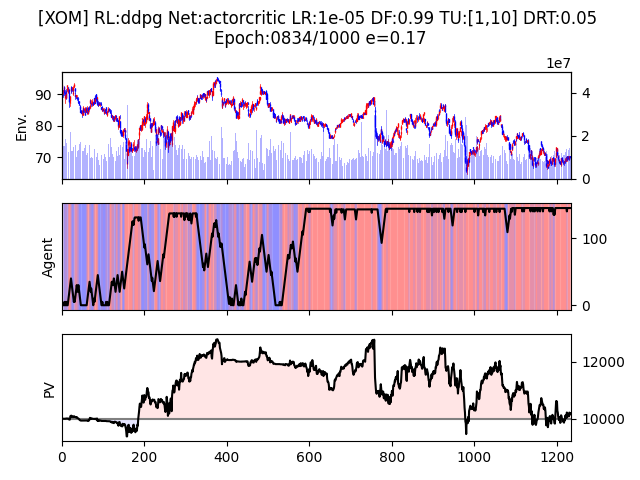 [XOM] RL:ddpg Net:actorcritic LR:1e-05 DF:0.99 TU:[1,10] DRT:0.05
Epoch:0834/1000 e=0.17
1e7
Env.
90
80
70
4
2
0
Agent
100
0
PV
12000
10000
0 200 400 600 800 1000 1200